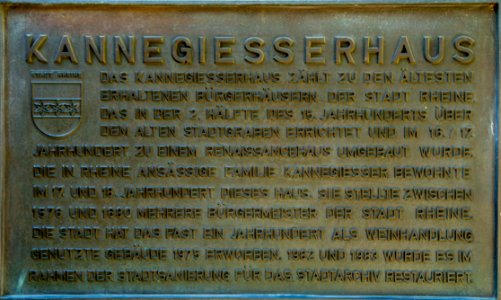 KANNEGIESSERHAUS
STADT RHEINE
DAS KANNEGIESSERHAUS ZÄHLT ZU DEN ÄLTESTEN
ERHALTENEN BÜRGERHÄUSERN DER STADT RHEINE.
DAS IN DER 2. HÄLFTE DES 15. JAHRHUNDERTS ÜBER
DEM ALTEN STADTGRABEN ERRICHTET UND IM 16./17.
JAHRHUNDERT ZU EINEM RENAISSANCEHAUS UMGEBAUT WURDE.
DIE IN RHEINE ANSÄSSIGE FAMILIE KANNEGIESSER BEWOHNTE
IM 17. UND 18. JAHRHUNDERT DIESES HAUS. SIE STELLTE ZWISCHEN
UND MEHRERE BÜRGERMEISTER DER STADT RHEINE.
DIE STADT HAT DAS FAST EIN JAHRHUNDERT ALS WEINHANDLUNG
GENUTZTE GEBÄUDE 1979 ERWORBEN. 1982 UND 1983 WURDE ES IM
RAHMEN DER STADTSANIERUNG FÜR DAS STADTARCHIV RESTAURIERT.